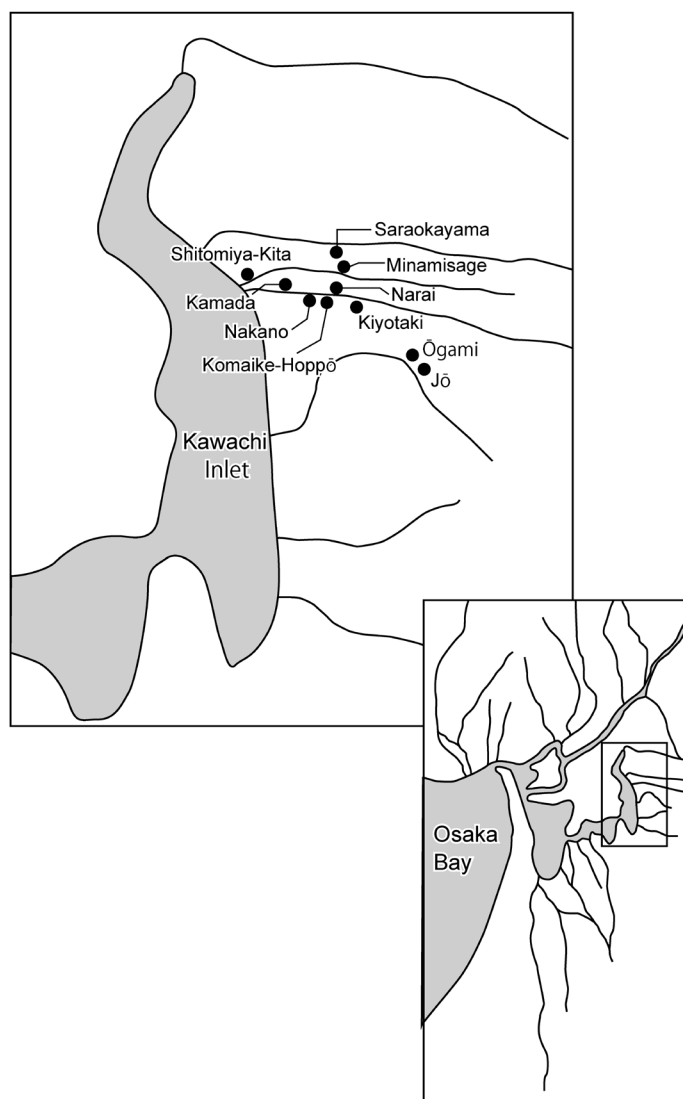 Saraokayama
Shitomiya-Kita
Minamisage
Kamada
Narai
Nakano
Kiyotaki
Komaike-Hoppō
Ōgami
Jō
Kawachi
Inlet
Osaka
Bay